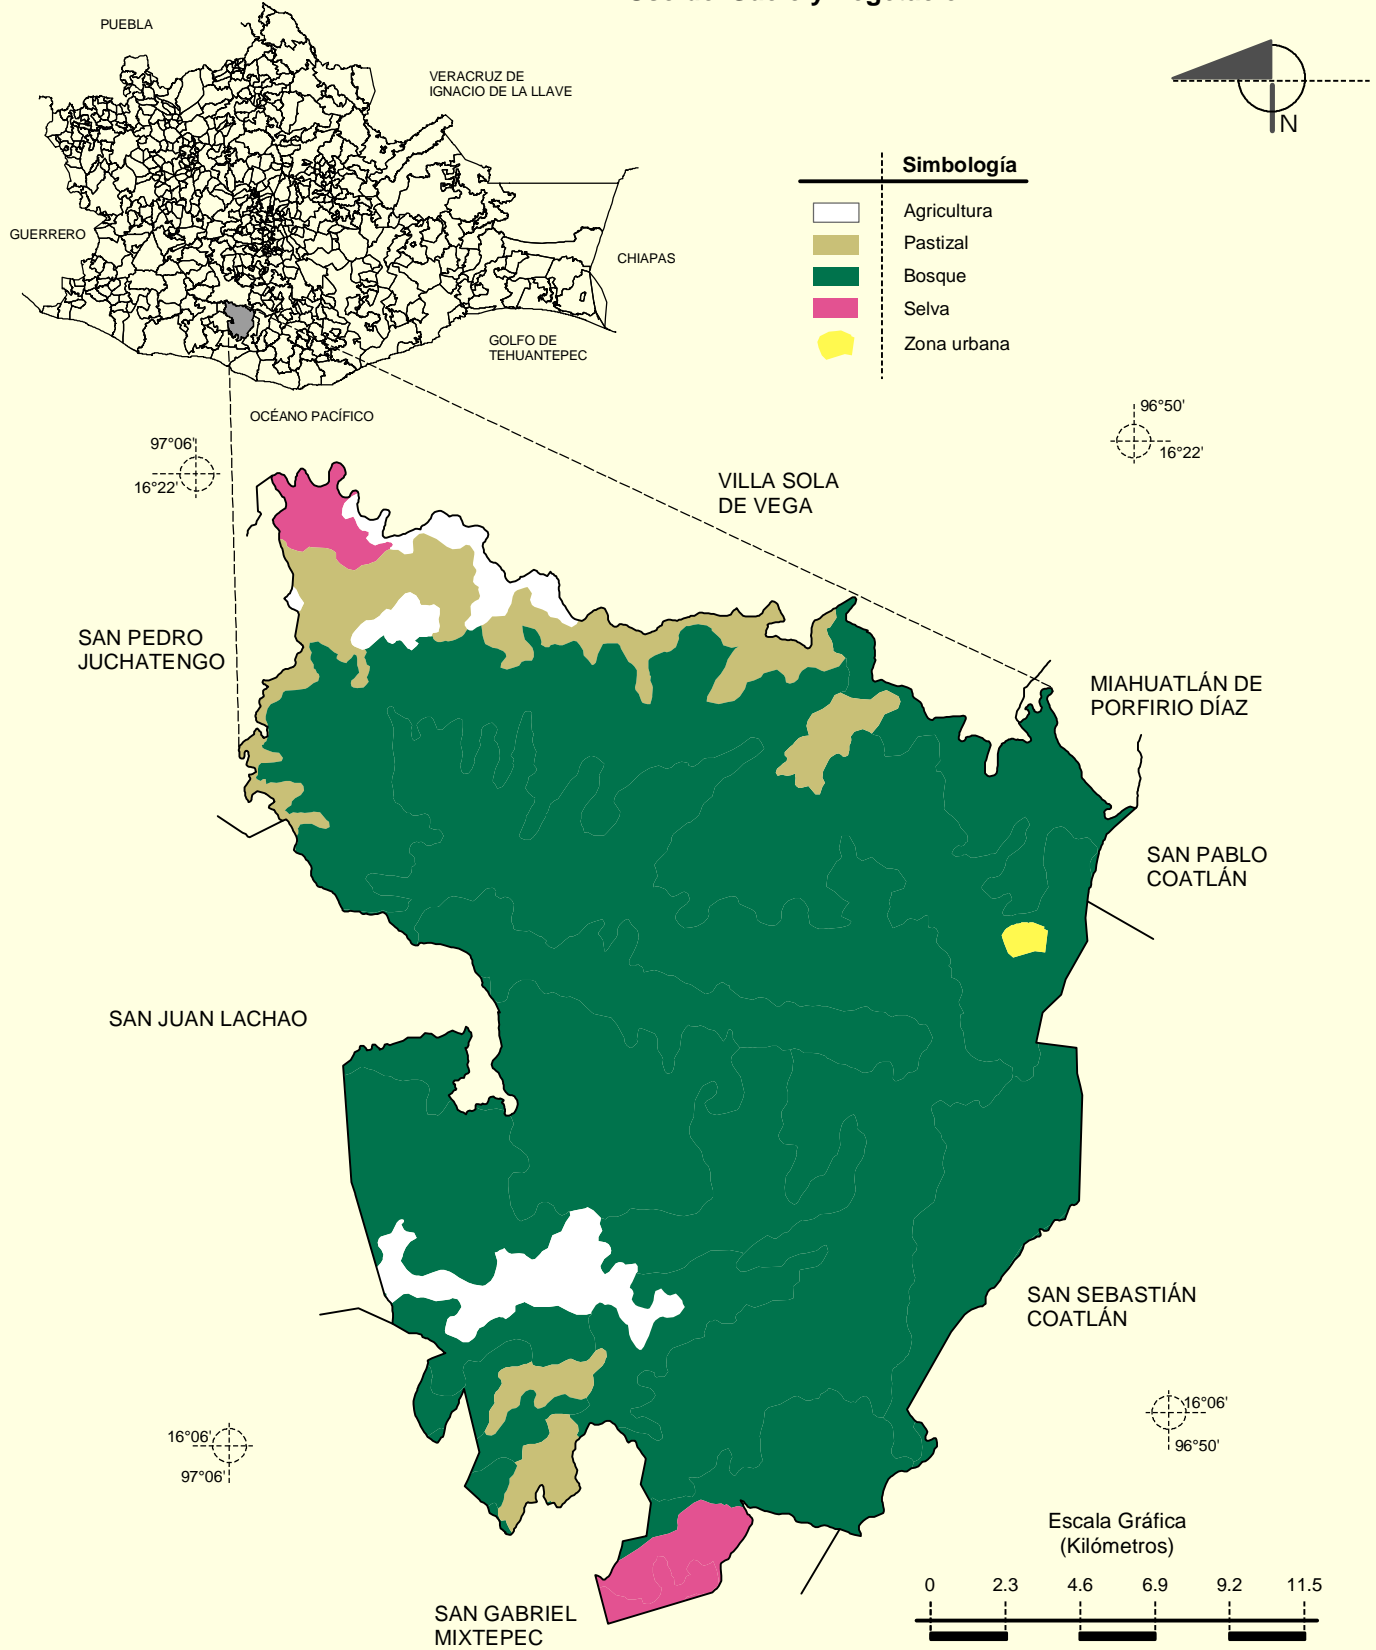 PUEBLA
VERACRUZ DE
IGNACIO DE LA LLAVE
N
Simbología
Agricultura
Pastizal
Bosque
Selva
Zona urbana
GUERRERO
CHIAPAS
GOLFO DE
TEHUANTEPEC
OCÉANO PACÍFICO
97°06'
16°22'
96°50'
16°22'
VILLA SOLA
DE VEGA
SAN PEDRO
JUCHATENGO
MIAHUATLÁN DE
PORFIRIO DÍAZ
SAN PABLO
COATLÁN
SAN JUAN LACHAO
SAN SEBASTIÁN
COATLÁN
16°06'
97°06'
16°06'
96°50'
SAN GABRIEL
MIXTEPEC
Escala Gráfica
(Kilómetros)
0 2.3 4.6 6.9 9.2 11.5